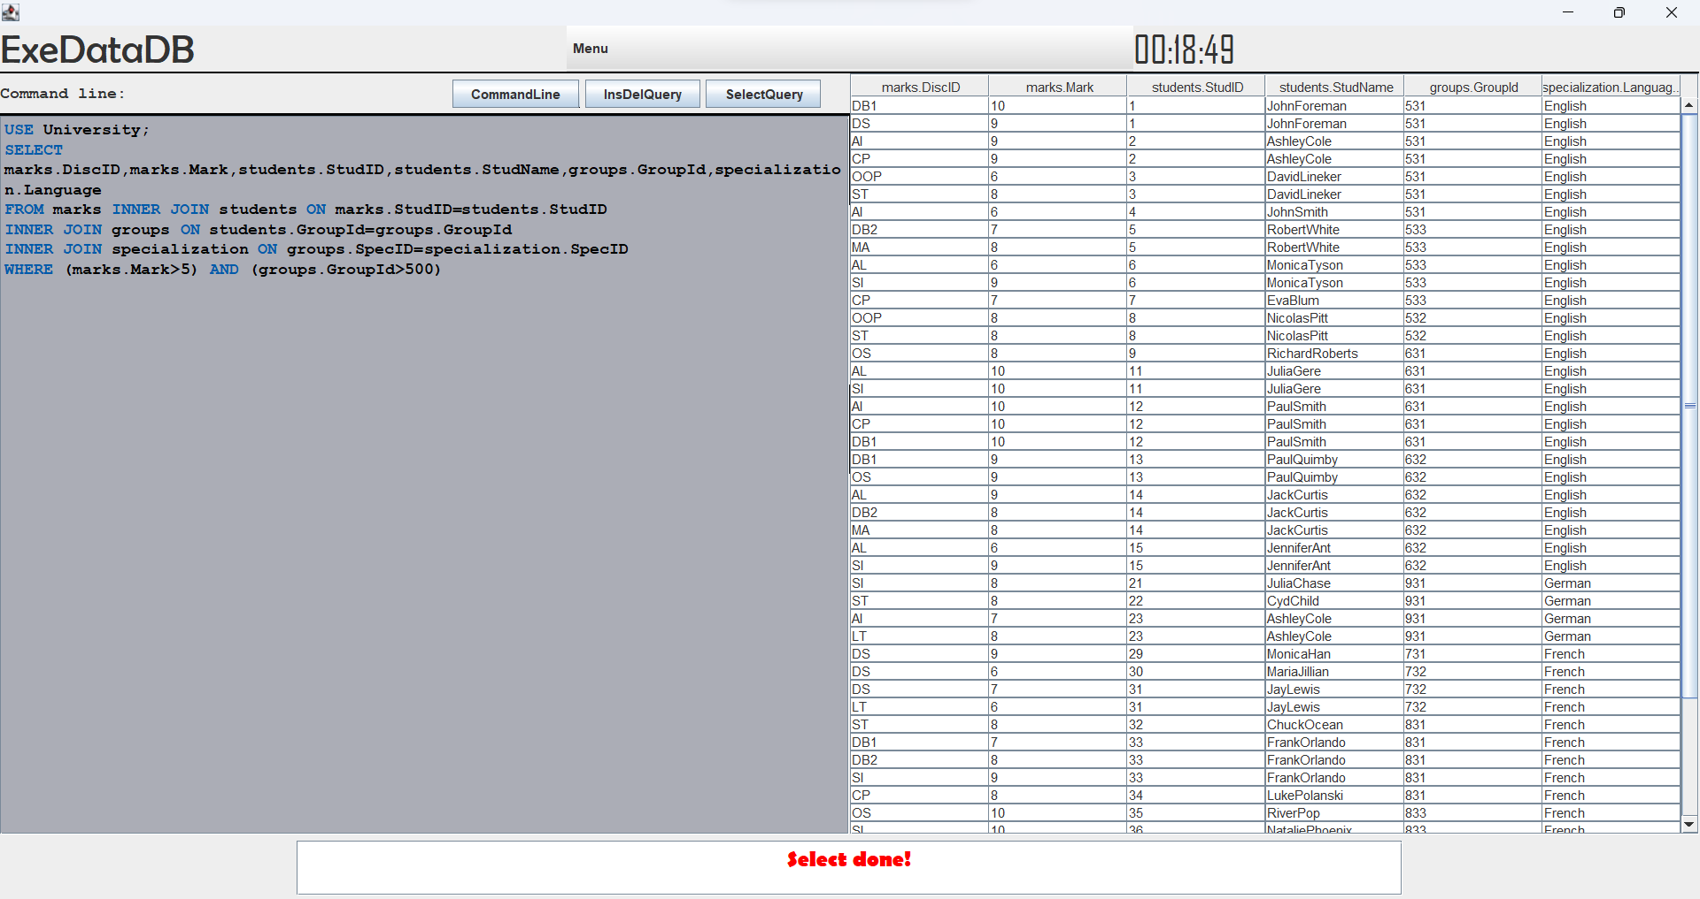 ExeDataDB
Menu
00:18:49
Command line:
CommandLine
InsDelQuery
SelectQuery
USE University;
SELECT
marks.DiscID,marks.Mark,students.StudID,students.StudName,groups.GroupId,specializatio
n.Language
FROM marks INNER JOIN students ON marks.StudID=students.StudID
INNER JOIN groups ON students.GroupId=groups.GroupId
INNER JOIN specialization ON groups.SpecID=specialization.SpecID
WHERE (marks.Mark>5) AND (groups.GroupId>500)
marks.DiscID marks.Mark students.StudID students.StudName groups.GroupId specialization.Languag...
DB1 10 1 JohnForeman 531 English
DS 9 1 JohnForeman 531 English
AI 9 2 AshleyCole 531 English
CP 9 2 AshleyCole 531 English
OOP 6 3 DavidLineker 531 English
ST 8 3 DavidLineker 531 English
AI 6 4 JohnSmith 531 English
DB2 7 5 RobertWhite 533 English
MA 8 5 RobertWhite 533 English
AL 6 6 MonicaTyson 533 English
SI 9 6 MonicaTyson 533 English
CP 7 7 EvaBlum 533 English
OOP 8 8 NicolasPitt 532 English
ST 8 8 NicolasPitt 532 English
OS 8 9 RichardRoberts 631 English
AL 10 11 JuliaGere 631 English
SI 10 11 JuliaGere 631 English
AI 10 12 PaulSmith 631 English
CP 10 12 PaulSmith 631 English
DB1 10 12 PaulSmith 631 English
DB1 9 13 PaulQuimby 632 English
OS 9 13 PaulQuimby 632 English
AL 9 14 JackCurtis 632 English
DB2 8 14 JackCurtis 632 English
MA 8 14 JackCurtis 632 English
AL 6 15 JenniferAnt 632 English
SI 9 15 JenniferAnt 632 English
SI 8 21 JuliaChase 931 German
ST 8 22 CydChild 931 German
AI 7 23 AshleyCole 931 German
LT 8 23 AshleyCole 931 German
DS 9 29 MonicaHan 731 French
DS 6 30 MariaJillian 732 French
DS 7 31 JayLewis 732 French
LT 6 31 JayLewis 732 French
ST 8 32 ChuckOcean 831 French
DB1 7 33 FrankOrlando 831 French
DB2 8 33 FrankOrlando 831 French
SI 9 33 FrankOrlando 831 French
CP 8 34 LukePolanski 831 French
OS 10 35 RiverPop 833 French
SI 10 36 NataliePhoenix 833 French
Select done!